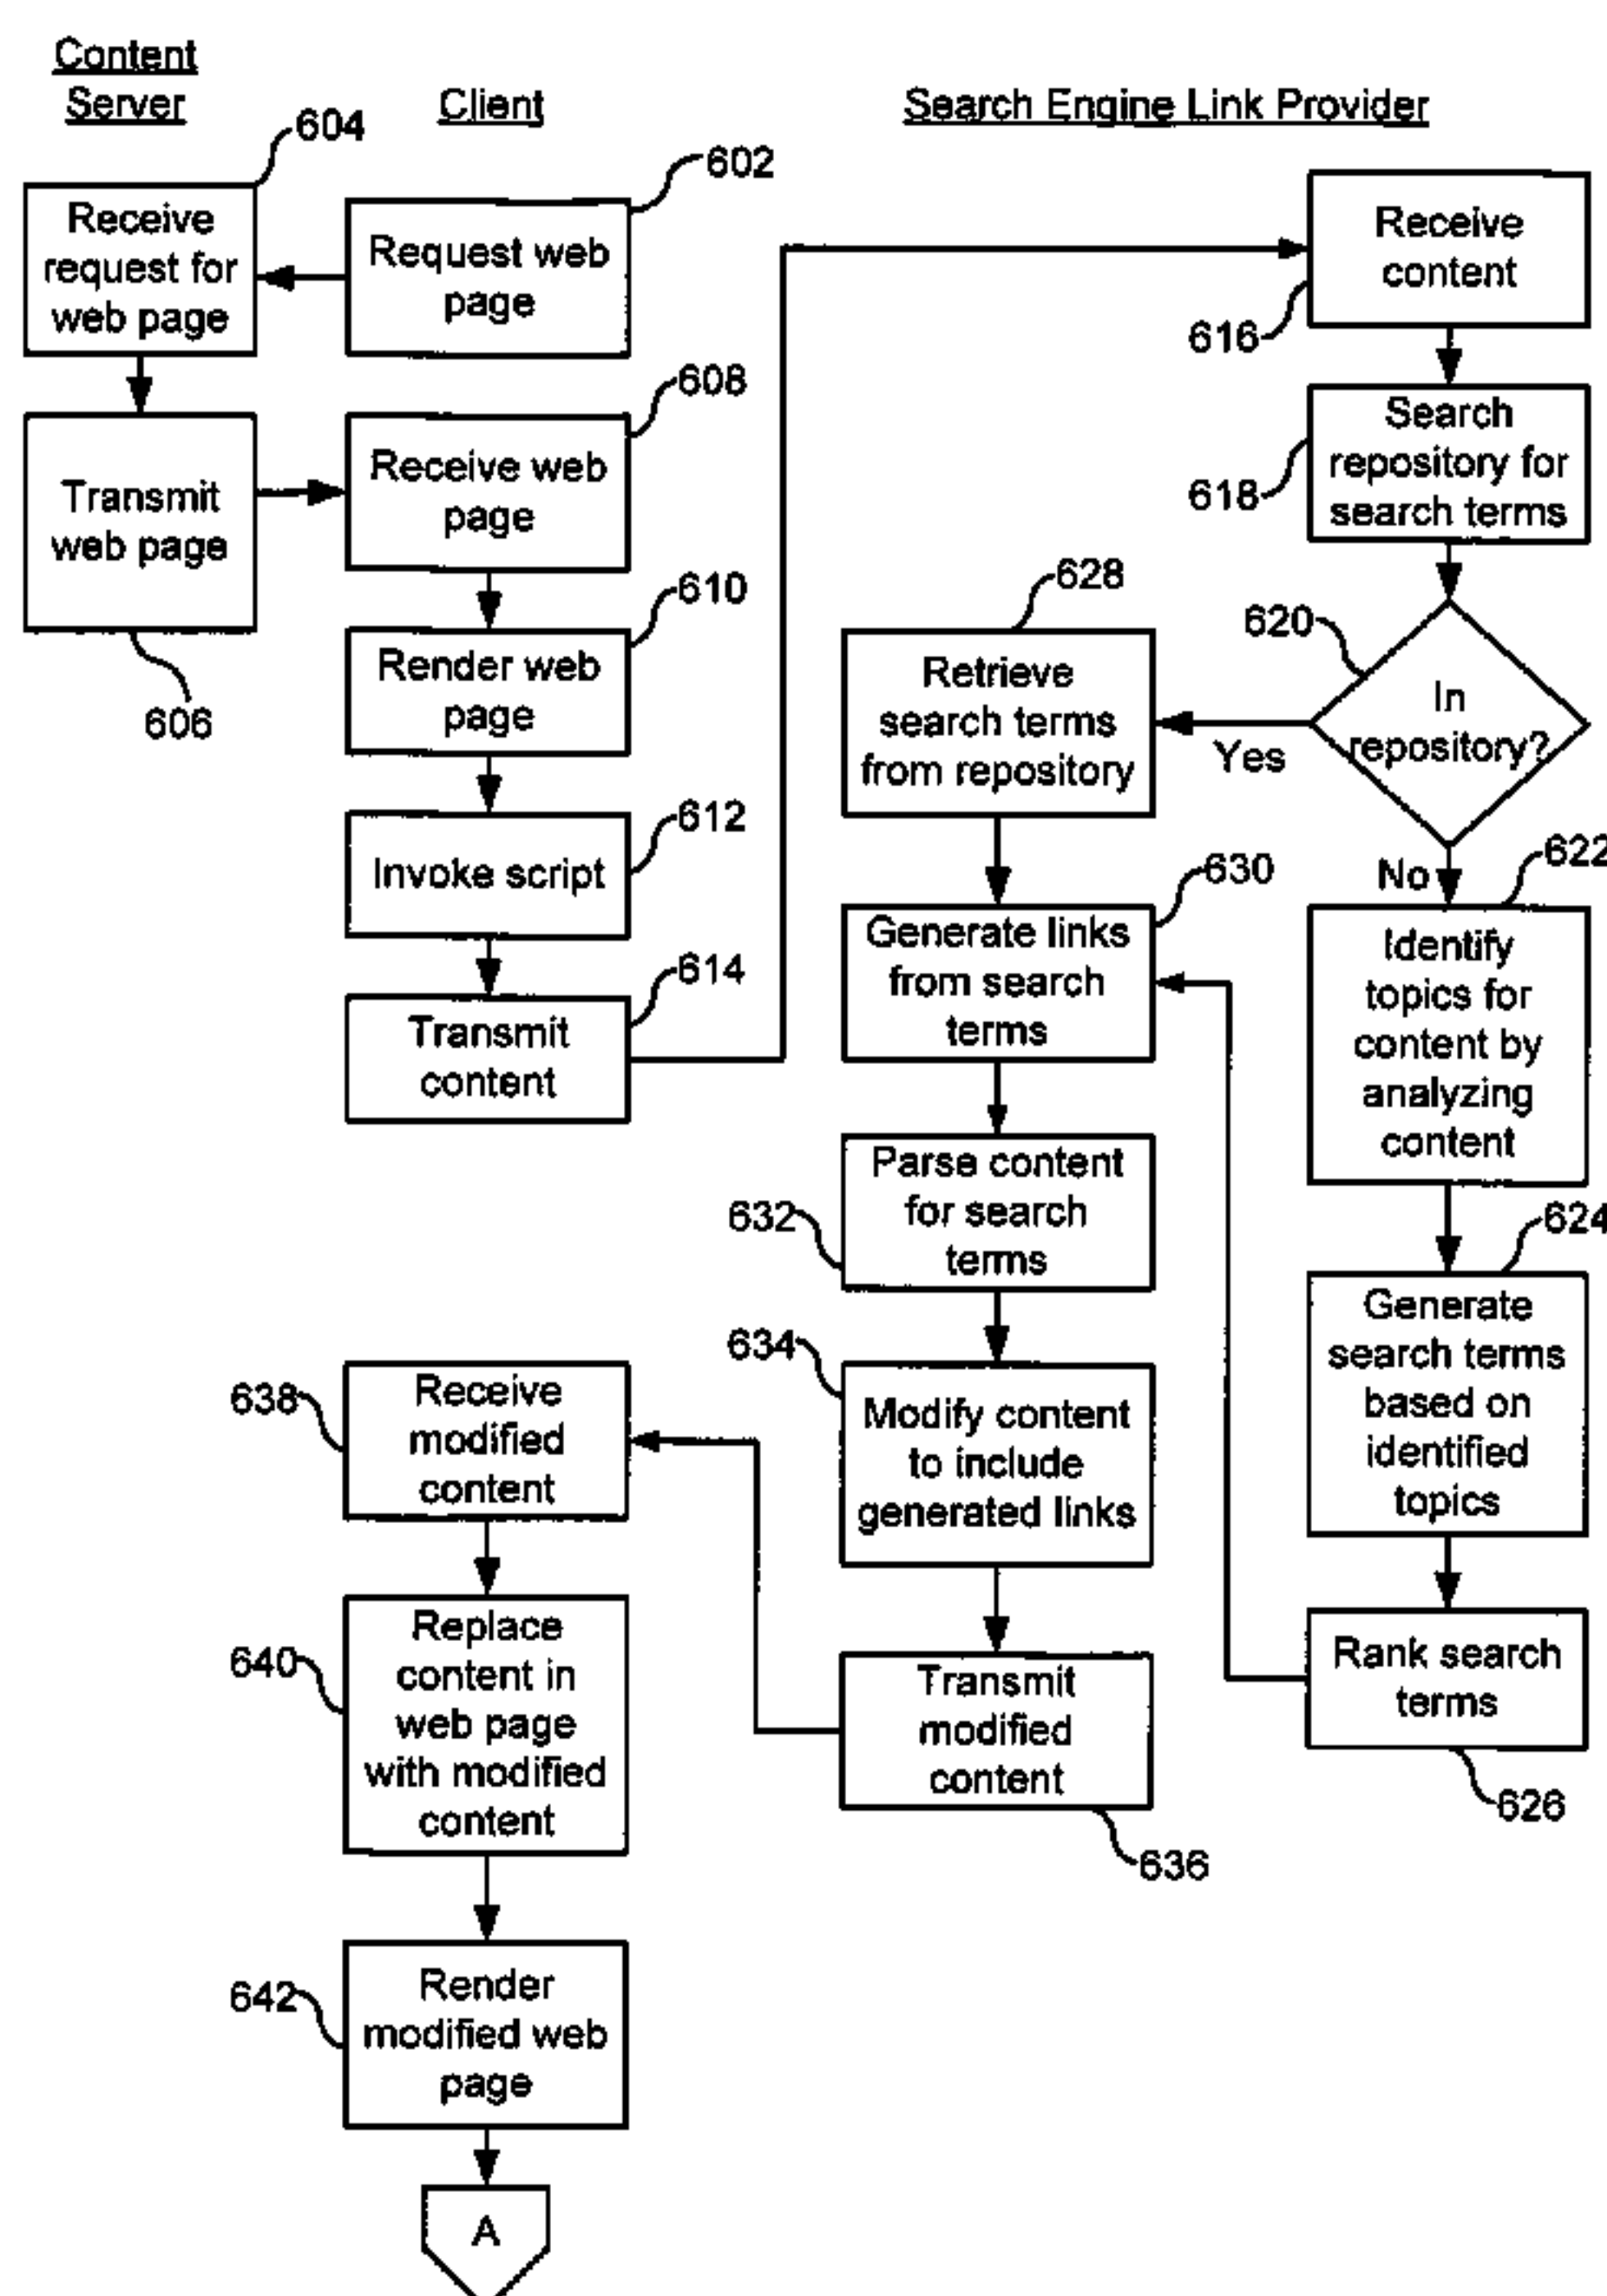 Content
Server
Client
Search Engine Link Provider
604
Receive
request for
web page
602
Request web
page
Transmit
web page
606
608
Receive web
page
610
Render web
page
612
Invoke script
614
Transmit
content
Receive
content
616
Search
repository for
search terms
618
620
In
repository?
Yes
No
628
Retrieve
search terms
from repository
622
Identify
topics for
content by
analyzing
content
624
Generate
search terms
based on
identified
topics
Rank search
terms
626
630
Generate links
from search
terms
632
Parse content
for search
terms
634
Modify content
to include
generated links
Transmit
modified
content
636
638
Receive
modified
content
640
Replace
content in
web page
with modified
content
642
Render
modified web
page
A